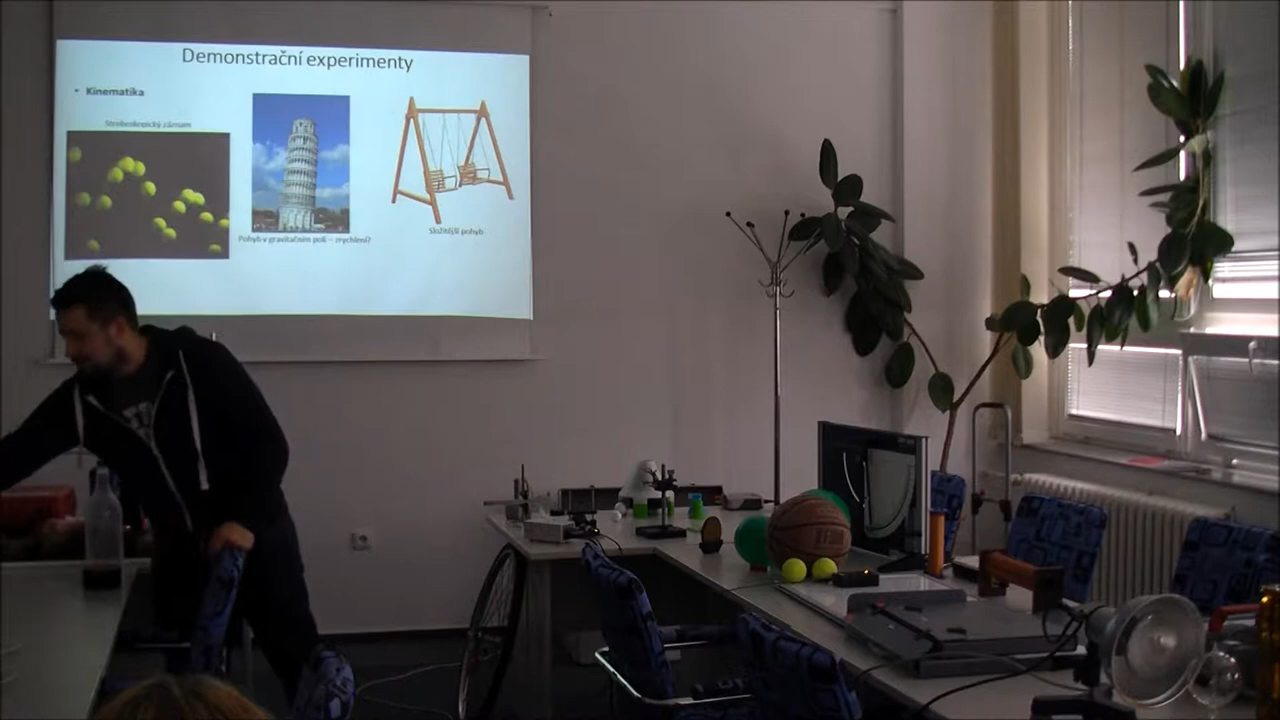 Demonstrační experimenty
• Kinematika
Stroboskopický záznam
Pohyb v gravitačním poli – zrychlení?
Složitější pohyb